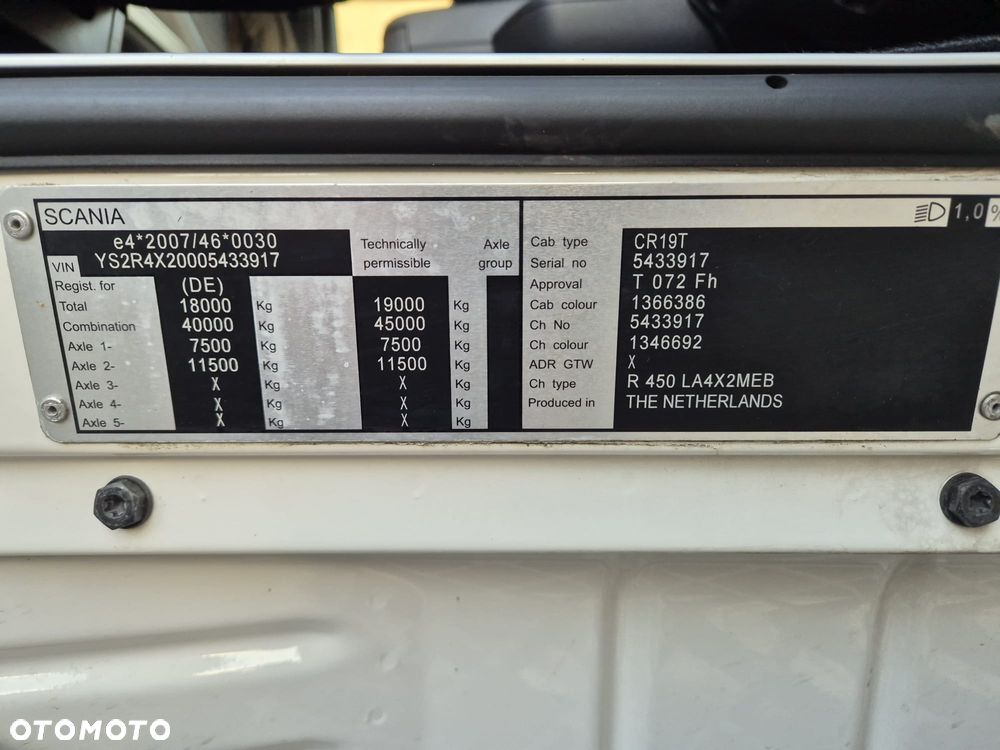 SCANIA
e4*2007/46*0030
VIN YS2R4X20005433917
Technically permissible Axle group
Regist. for (DE)
Total 18000 Kg 19000 Kg
Combination 40000 Kg 45000 Kg
Axle 1- 7500 Kg 7500 Kg
Axle 2- 11500 Kg 11500 Kg
Axle 3- X Kg X Kg
Axle 4- X Kg X Kg
Axle 5- X Kg X Kg
1,0%
Cab type CR19T
Serial no 5433917
Approval T 072 Fh
Cab colour 1366386
Ch No 5433917
Ch colour 1346692
ADR GTW X
Ch type R 450 LA4X2MEB
Produced in THE NETHERLANDS
OTOMOTO